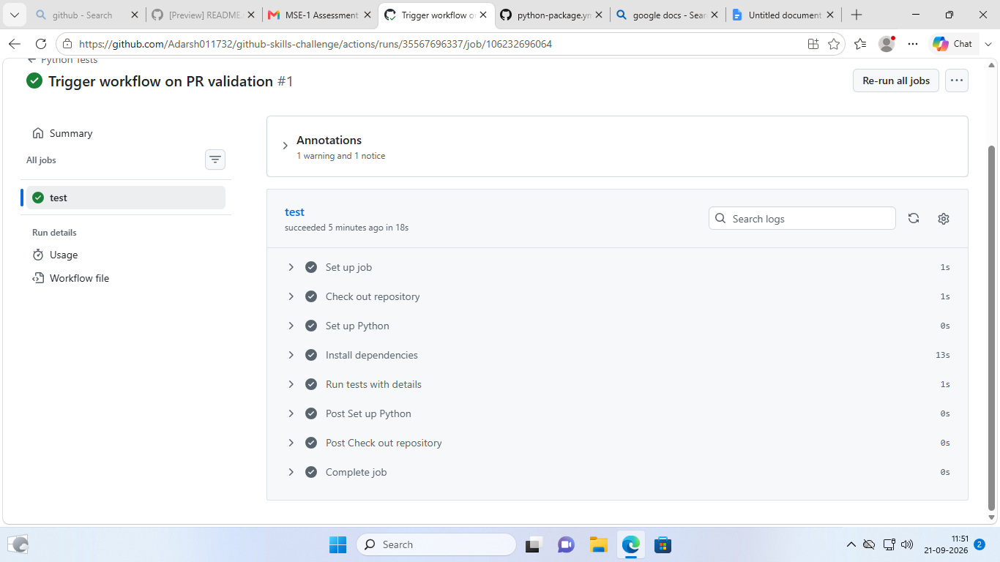 github - Search
[Preview] README.
MSE-1 Assessment
Trigger workflow o
python-package.ym
google docs - Sear
Untitled document
https://github.com/Adarsh011732/github-skills-challenge/actions/runs/35567696337/job/106232696064
Chat
Python Tests
Trigger workflow on PR validation #1
Re-run all jobs
Summary
All jobs
test
Run details
Usage
Workflow file
Annotations
1 warning and 1 notice
test
succeeded 5 minutes ago in 18s
Search logs
Set up job 1s
Check out repository 1s
Set up Python 0s
Install dependencies 13s
Run tests with details 1s
Post Set up Python 0s
Post Check out repository 0s
Complete job 0s
Search
11:51
21-09-2026
2